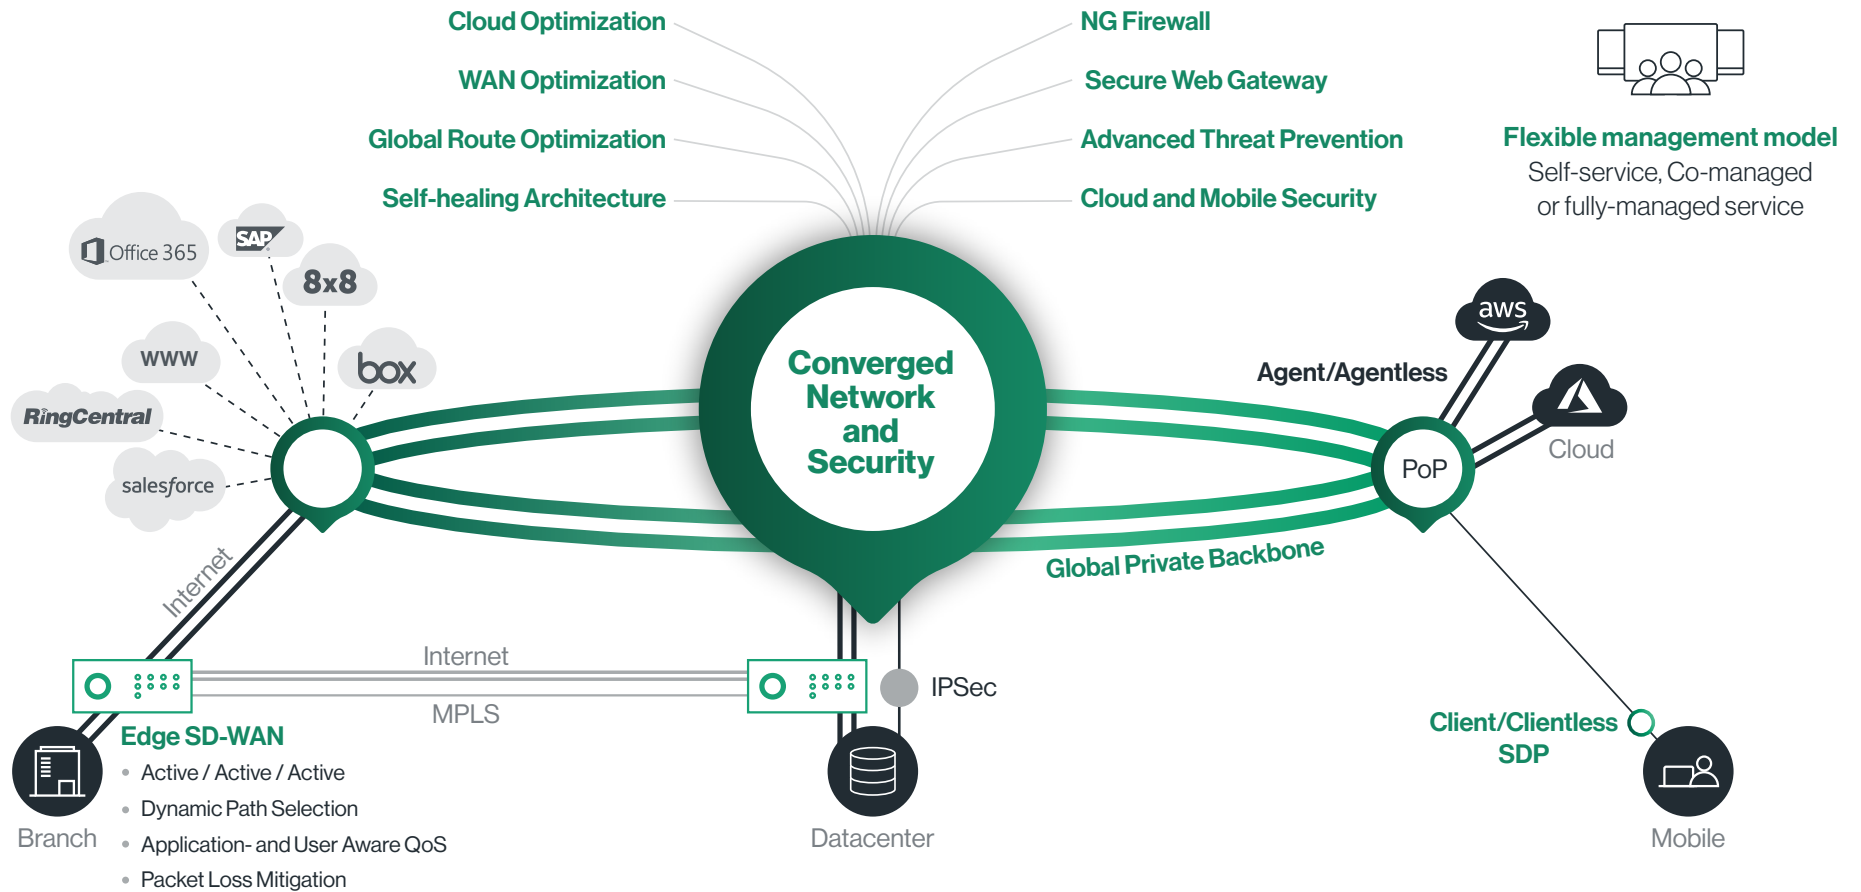 Cloud Optimization
WAN Optimization
Global Route Optimization
Self-healing Architecture
NG Firewall
Secure Web Gateway
Advanced Threat Prevention
Cloud and Mobile Security
Flexible management model
Self-service, Co-managed
or fully-managed service
Office 365
SAP
8x8
www
box
RingCentral
salesforce
Converged
Network
and
Security
aws
Agent/Agentless
Cloud
PoP
Global Private Backbone
Internet
Internet
MPLS
IPSec
Edge SD-WAN
• Active / Active / Active
• Dynamic Path Selection
• Application- and User Aware QoS
• Packet Loss Mitigation
Branch
Datacenter
Client/Clientless
SDP
Mobile